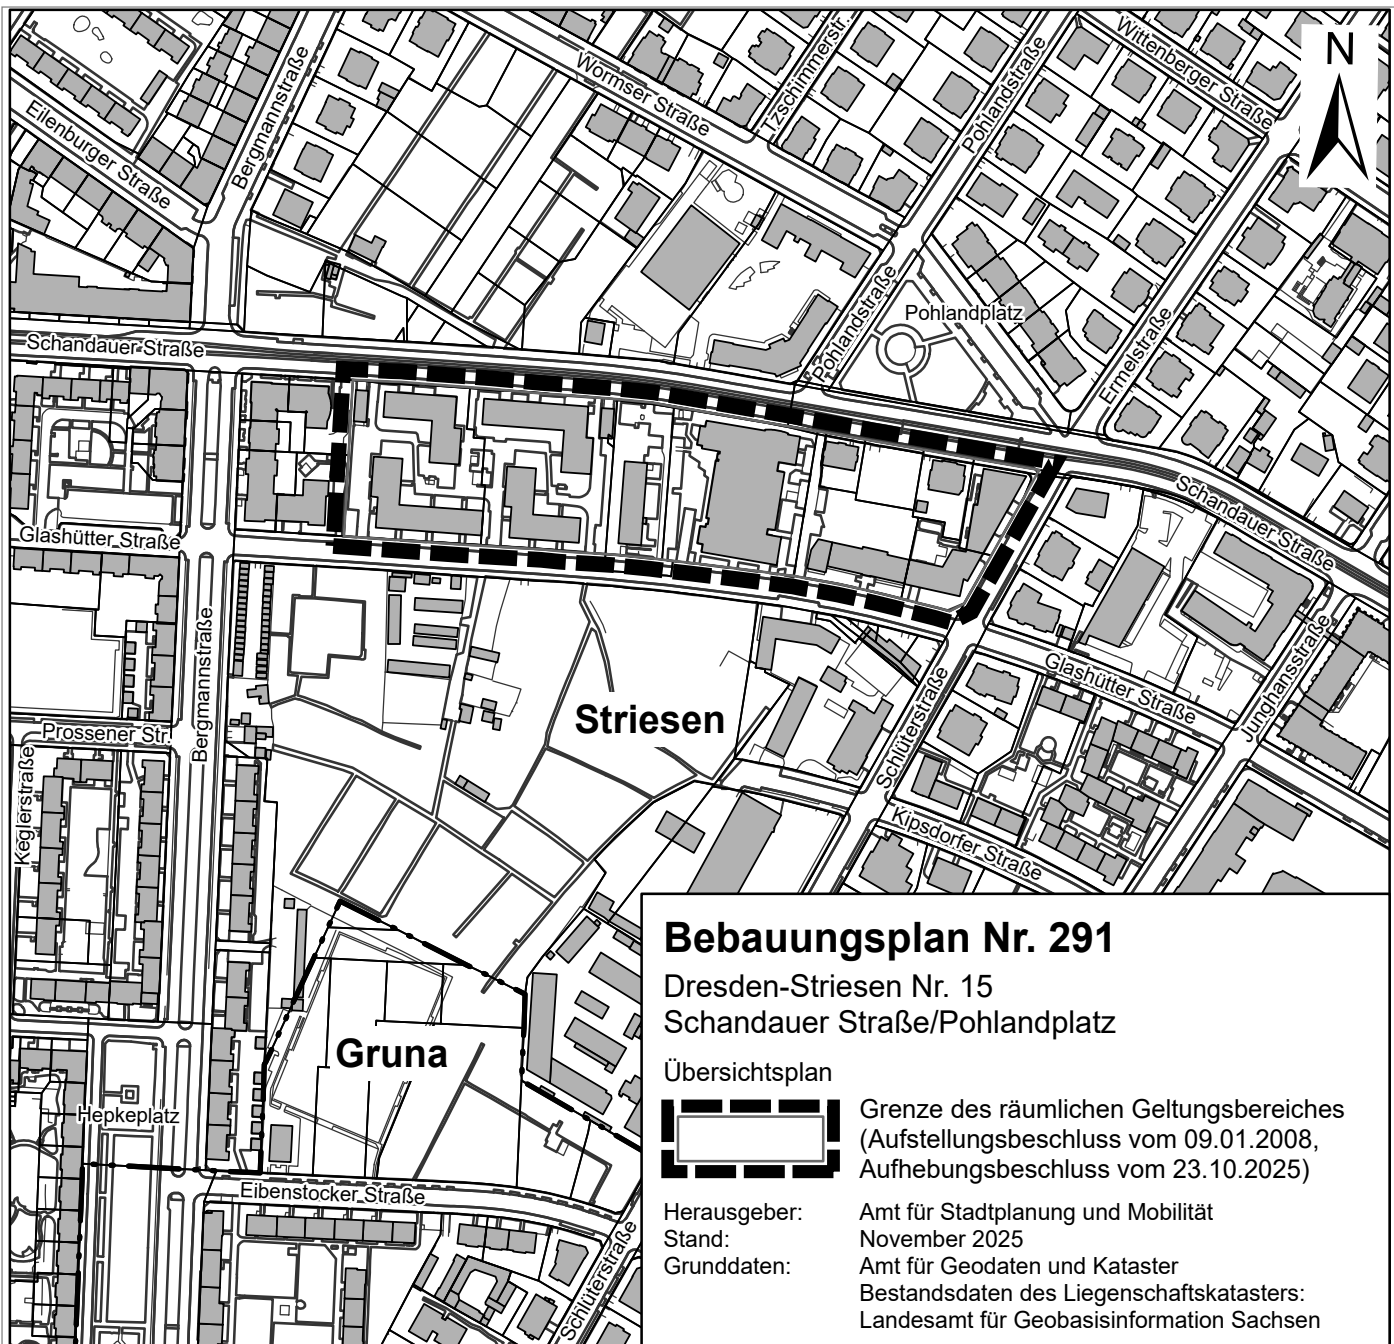 N
Wittenberger Straße
Tzschimmerstr.
Pohlandstraße
Wormser Straße
Bergmannstraße
Eilenburger Straße
Pohlandstraße
Pohlandplatz
Ermelstraße
Schandauer Straße
Schandauer Straße
Glashütter Straße
Bergmannstraße
Junghansstraße
Glashütter Straße
Schlüterstraße
Striesen
Prossener Str.
Keglerstraße
Kipsdorfer Straße
Gruna
Hepkeplatz
Eibenstocker Straße
Schlüterstraße
Bebauungsplan Nr. 291
Dresden-Striesen Nr. 15
Schandauer Straße/Pohlandplatz
Übersichtsplan
Grenze des räumlichen Geltungsbereiches
(Aufstellungsbeschluss vom 09.01.2008,
Aufhebungsbeschluss vom 23.10.2025)
Herausgeber: Amt für Stadtplanung und Mobilität
Stand: November 2025
Grunddaten: Amt für Geodaten und Kataster
Bestandsdaten des Liegenschaftskatasters:
Landesamt für Geobasisinformation Sachsen